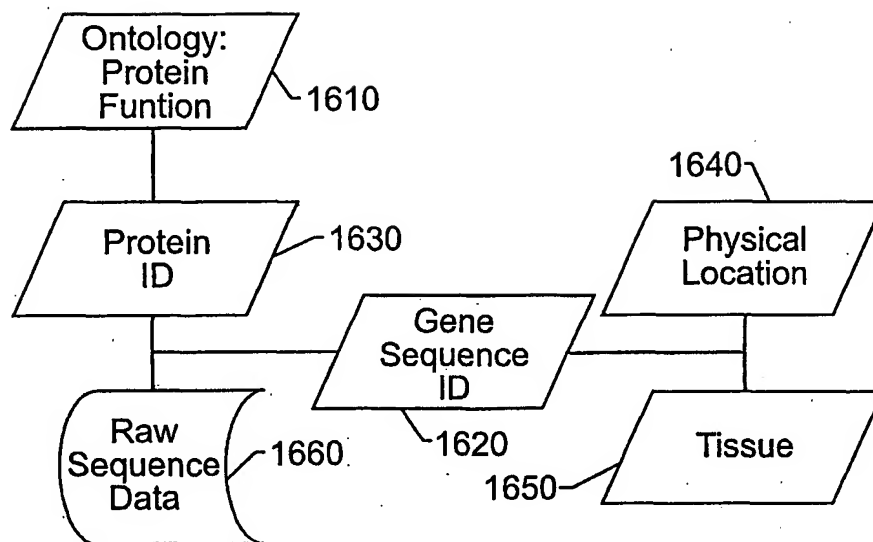 Ontology:
Protein
Funtion
1610
1640
Protein
ID
1630
Physical
Location
Gene
Sequence
ID
Raw
Sequence
Data
1660
1620
1650
Tissue